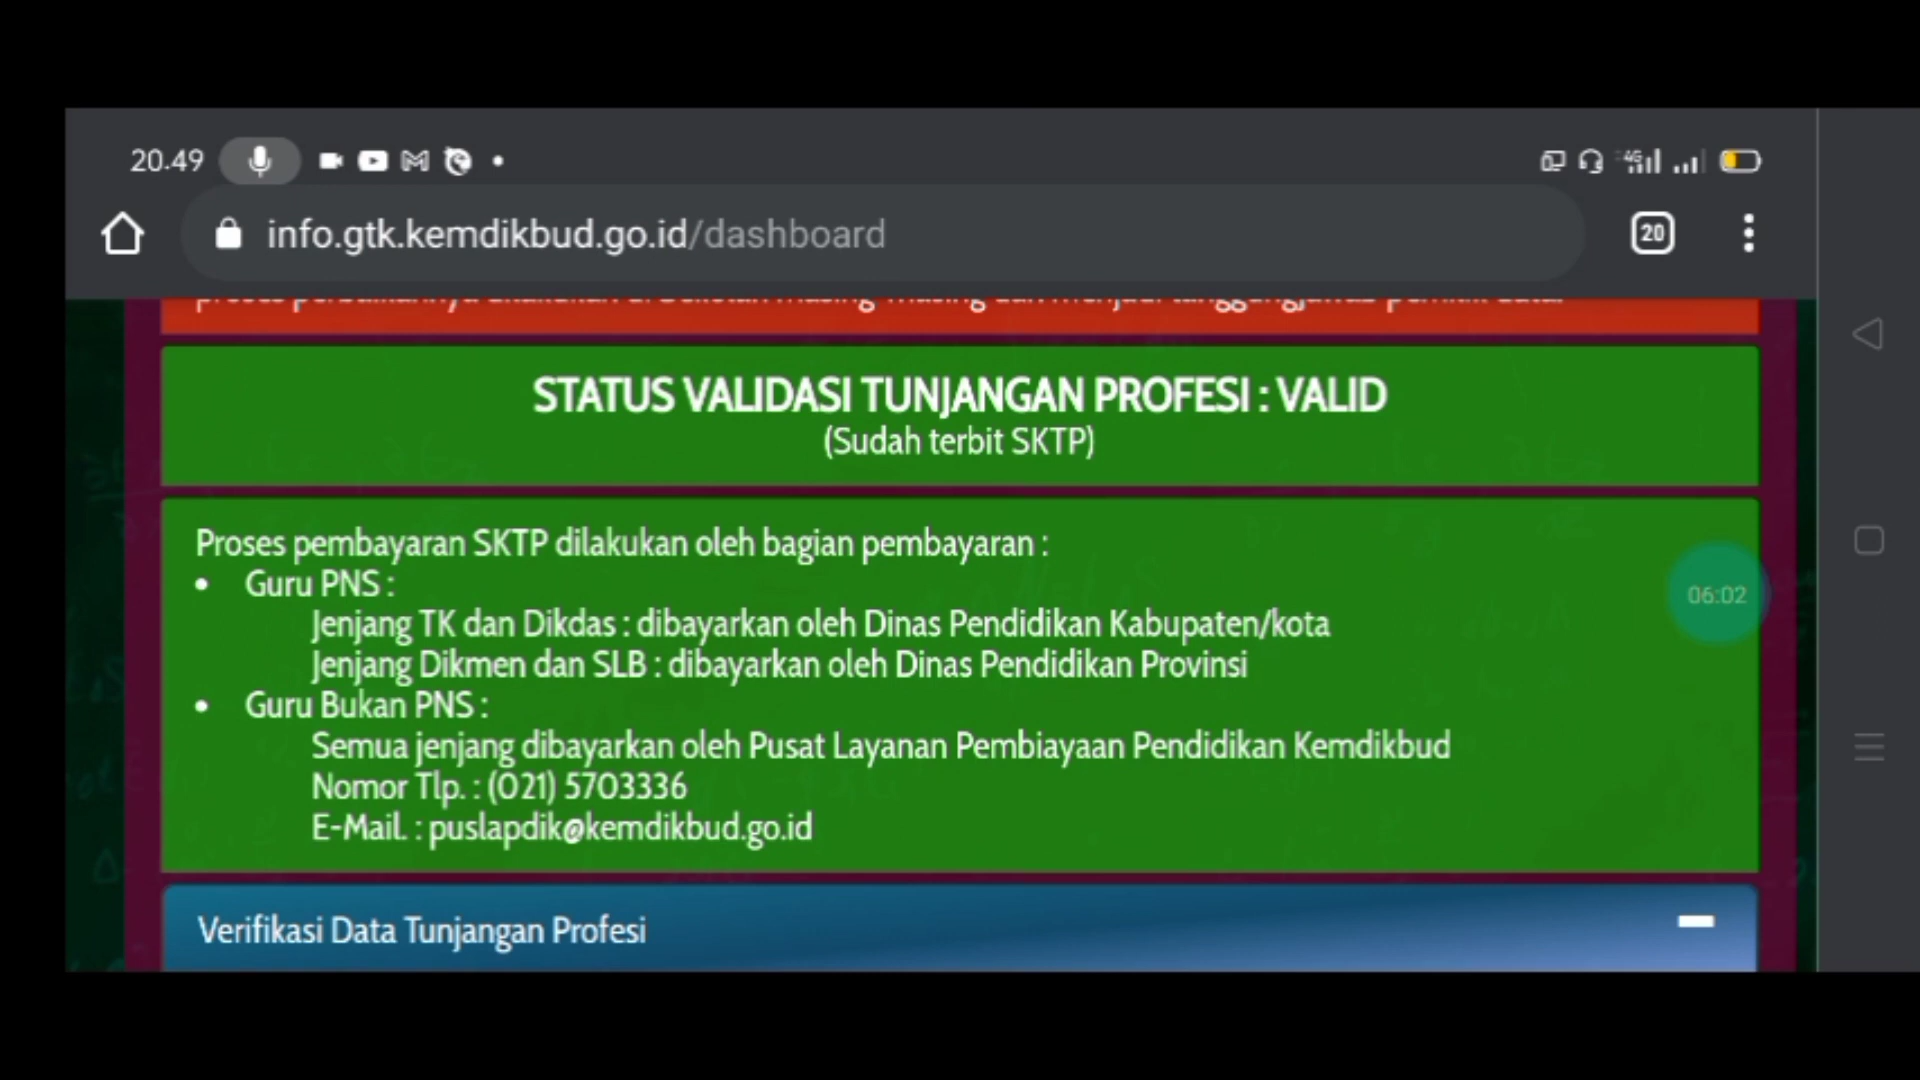 20.49
info.gtk.kemdikbud.go.id/dashboard
20
STATUS VALIDASI TUNJANGAN PROFESI : VALID
(Sudah terbit SKTP)
Proses pembayaran SKTP dilakukan oleh bagian pembayaran :
• Guru PNS :
Jenjang TK dan Dikdas : dibayarkan oleh Dinas Pendidikan Kabupaten/kota
Jenjang Dikmen dan SLB : dibayarkan oleh Dinas Pendidikan Provinsi
06:02
• Guru Bukan PNS :
Semua jenjang dibayarkan oleh Pusat Layanan Pembiayaan Pendidikan Kemdikbud
Nomor Tlp. : (021) 5703336
E-Mail. : puslapdik@kemdikbud.go.id
Verifikasi Data Tunjangan Profesi